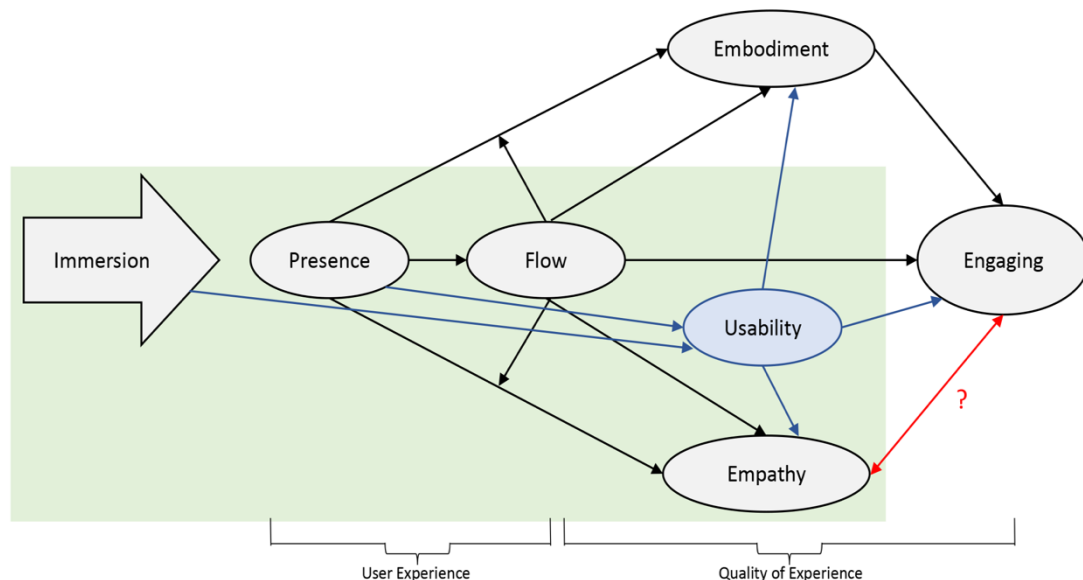 Embodiment
Immersion
Presence
Flow
Engaging
Usability
?
Empathy
User Experience
Quality of Experience